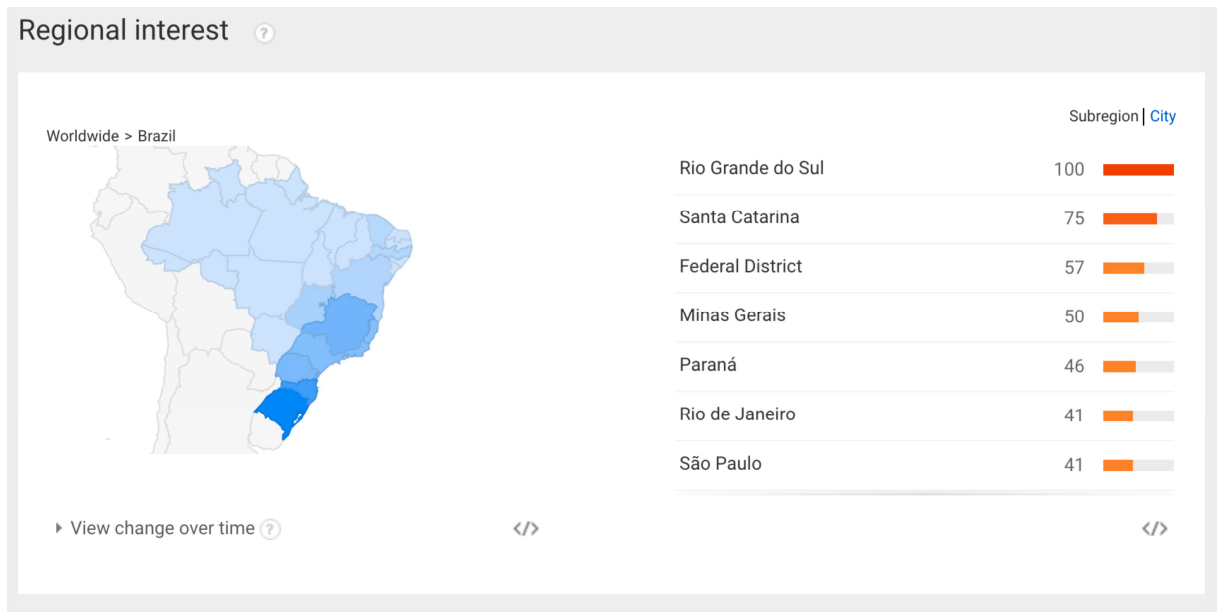 Regional interest ?
Subregion | City
Worldwide > Brazil
Rio Grande do Sul 100
Santa Catarina 75
Federal District 57
Minas Gerais 50
Paraná 46
Rio de Janeiro 41
São Paulo 41
View change over time ? </> </>